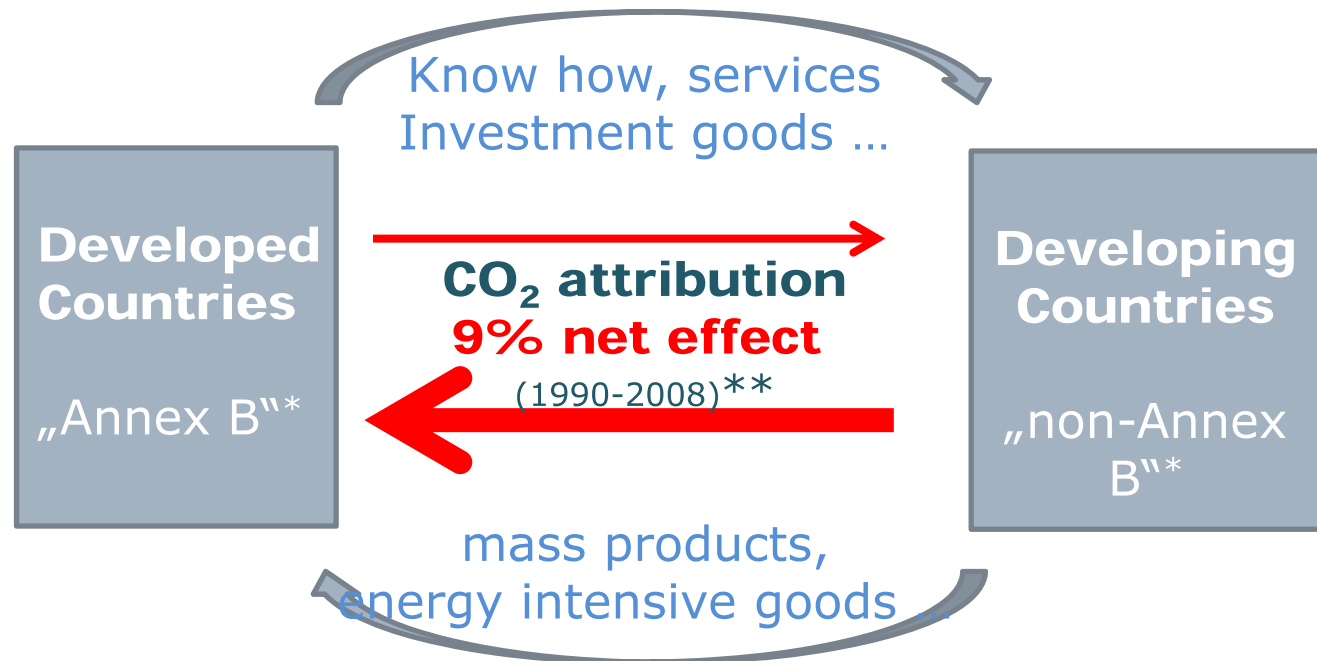 Know how, services
Investment goods …
Developed
Countries
„Annex B“*
CO₂ attribution
9% net effect
(1990-2008)**
Developing
Countries
„non-Annex
B“*
mass products,
energy intensive goods …